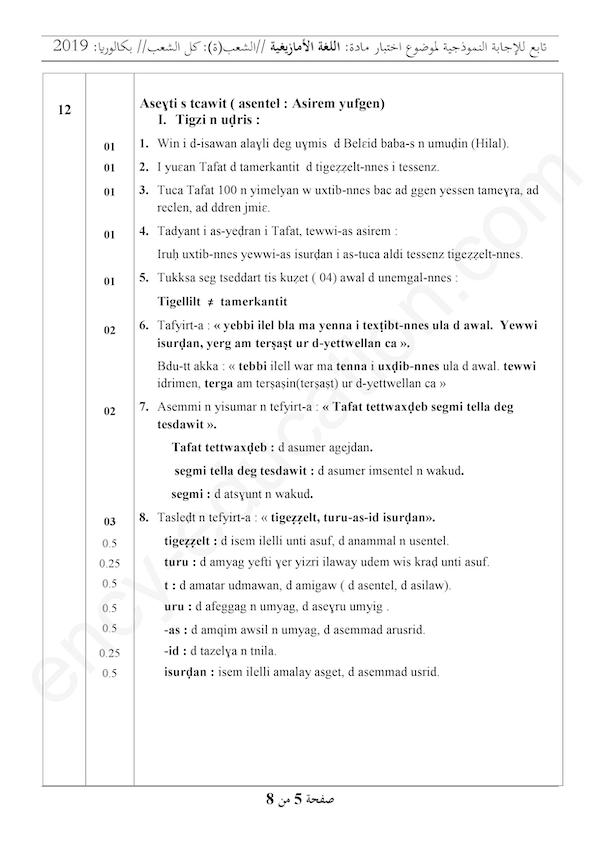 تابع للإجابة النموذجية لموضوع اختبار مادة: اللغة الأمازيغية //الشعب(ة): كل الشعب// بكالوريا: 2019
12
Aseɣti s tcawit ( asentel : Asirem yufgen)
I. Tigzi n uḍris :
01 1. Win i d-isawan alaɣli deg uɣmis d Belɛid baba-s n umuḍin (Hilal).
01 2. I yuɛan Tafat d tamerkantit d tigeẓẓelt-nnes i tessenz.
01 3. Tuca Tafat 100 n yimelyan w uxtib-nnes bac ad ggen yessen tameɣra, ad
reclen, ad ddren jmiɛ.
01 4. Tadyant i as-yeḍran i Tafat, tewwi-as asirem :
Iruḥ uxtib-nnes yewwi-as isurḍan i as-tuca aldi tessenz tigeẓẓelt-nnes.
01 5. Tukksa seg tseddart tis kuẓet ( 04) awal d unemgal-nnes :
Tigellilt ≠ tamerkantit
02 6. Tafyirt-a : « yebbi ilel bla ma yenna i texṭibt-nnes ula d awal. Yewwi
isurḍan, yerg am terṣaṣt ur d-yettwellan ca ».
Bdu-tt akka : « tebbi ilell war ma tenna i uxḍib-nnes ula d awal. tewwi
idrimen, terga am terṣaṣin(terṣaṣt) ur d-yettwellan ca »
02 7. Asemmi n yisumar n tefyirt-a : « Tafat tettwaxḍeb segmi tella deg
tesdawit ».
Tafat tettwaxḍeb : d asumer agejdan.
segmi tella deg tesdawit : d asumer imsentel n wakud.
segmi : d atsɣunt n wakud.
03 8. Tasleḍt n tefyirt-a : « tigeẓẓelt, turu-as-id isurḍan».
0.5 tigeẓẓelt : d isem ilelli unti asuf, d anammal n usentel.
0.25 turu : d amyag yefti ɣer yizri ilaway udem wis kraḍ unti asuf.
0.5 t : d amatar udmawan, d amigaw ( d asentel, d asilaw).
0.5 uru : d afeggag n umyag, d aseɣru umyig .
0.5 -as : d amqim awsil n umyag, d asemmad arusrid.
0.25 -id : d tazelɣa n tnila.
0.5 isurḍan : isem ilelli amalay asget, d asemmad usrid.
صفحة 5 من 8
ency-education.com